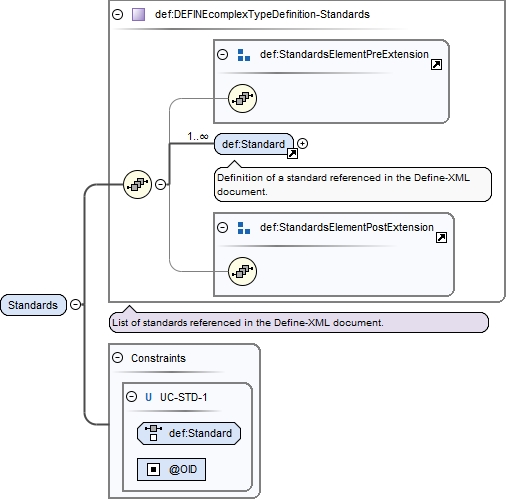 def:DEFINEcomplexTypeDefinition-Standards
def:StandardsElementPreExtension
1..∞
def:Standard
Definition of a standard referenced in the Define-XML
document.
def:StandardsElementPostExtension
Standards
List of standards referenced in the Define-XML document.
Constraints
U UC-STD-1
def:Standard
@OID